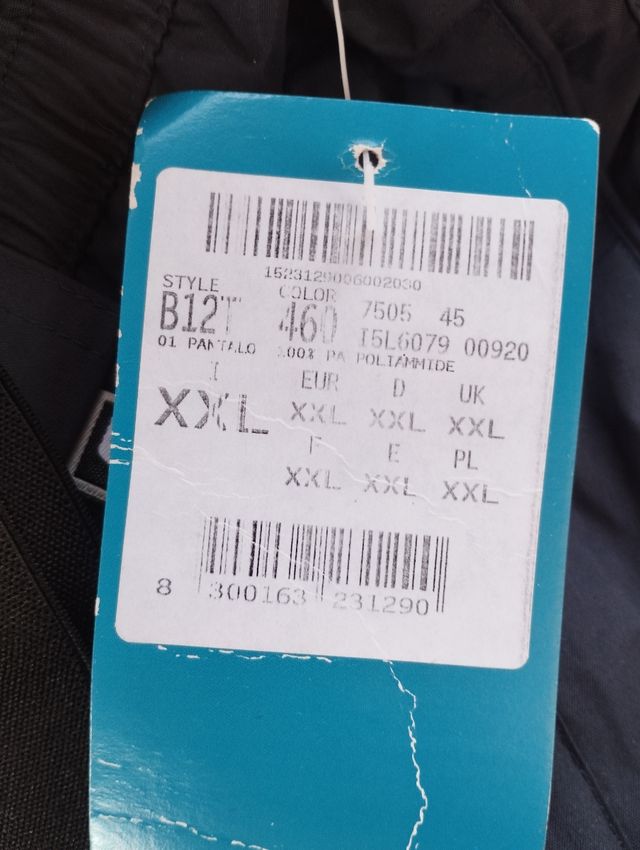 1523129006002030
STYLE COLOR 7505 45
B12T 460 I5L6079 00920
01 PANTALO 100% PA POLIAMMIDE
I EUR D UK
XXL XXL XXL XXL
F E PL
XXL XXL XXL
8 300163 231290